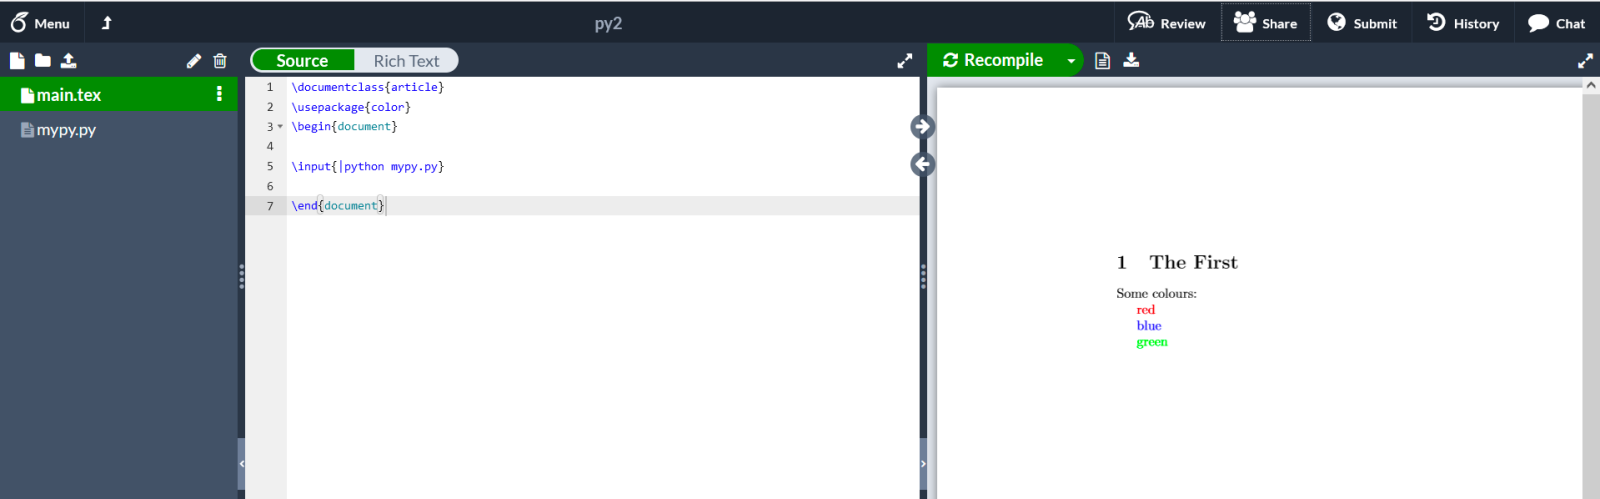 Menu
py2
Review
Share
Submit
History
Chat
Source
Rich Text
Recompile
main.tex
mypy.py
1 \documentclass{article}
2 \usepackage{color}
3 \begin{document}
4
5 \input{|python mypy.py}
6
7 \end{document}
1 The First
Some colours:
red
blue
green